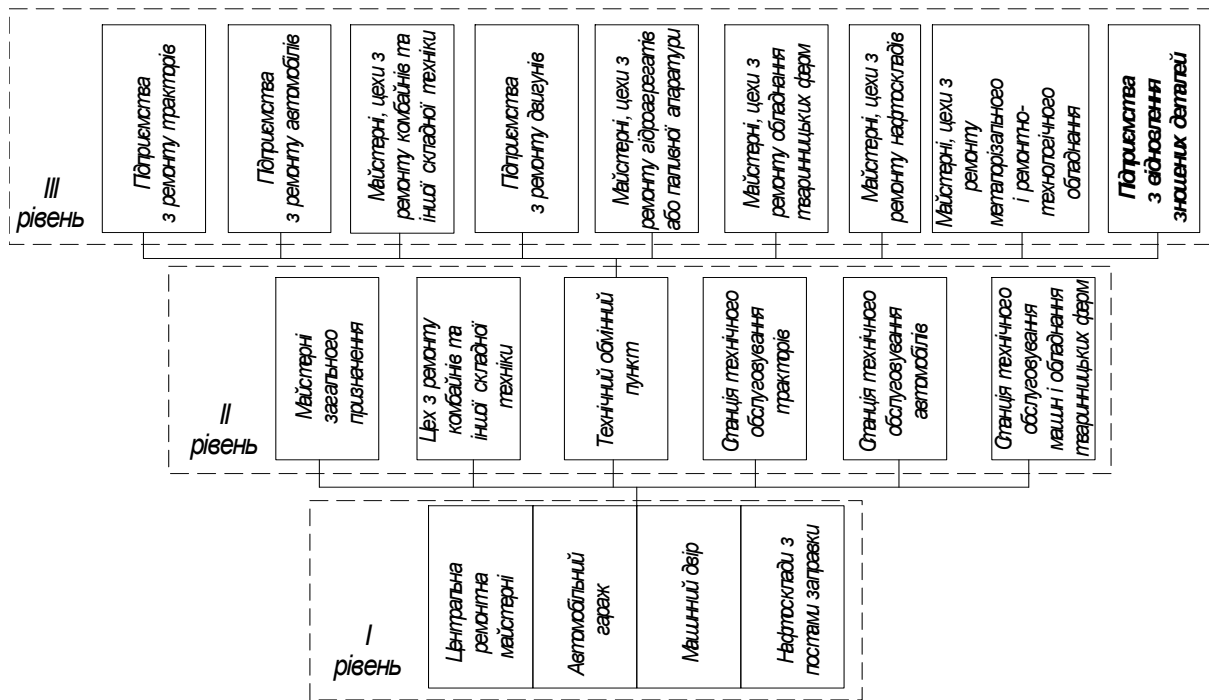 III
рівень
Підприємства
з ремонту тракторів
Підприємства
з ремонту автомобілів
Майстерні, цехи з
ремонту комбайнів та
іншої складної техніки
Підприємства
з ремонту двигунів
Майстерні, цехи з
ремонту гідроагрегатів
або паливної апаратури
Майстерні, цехи з
ремонту обладнання
тваринницьких ферм
Майстерні, цехи з
ремонту нафтоскладів
Майстерні, цехи з
ремонту
металорізального
і ремонтно-
технологічного
обладнання
Підприємства
з відновлення
зношених деталей
II
рівень
Майстерні
загального
призначення
Цех з ремонту
комбайнів та
іншої складної
техніки
Технічний обмінний
пункт
Станція технічного
обслуговування
тракторів
Станція технічного
обслуговування
автомобілів
Станція технічного
обслуговування
машин і обладнання
тваринницьких ферм
I
рівень
Центральна
ремонтна
майстерні
Автомобільний
гараж
Машинний двір
Нафтосклади з
постами заправки